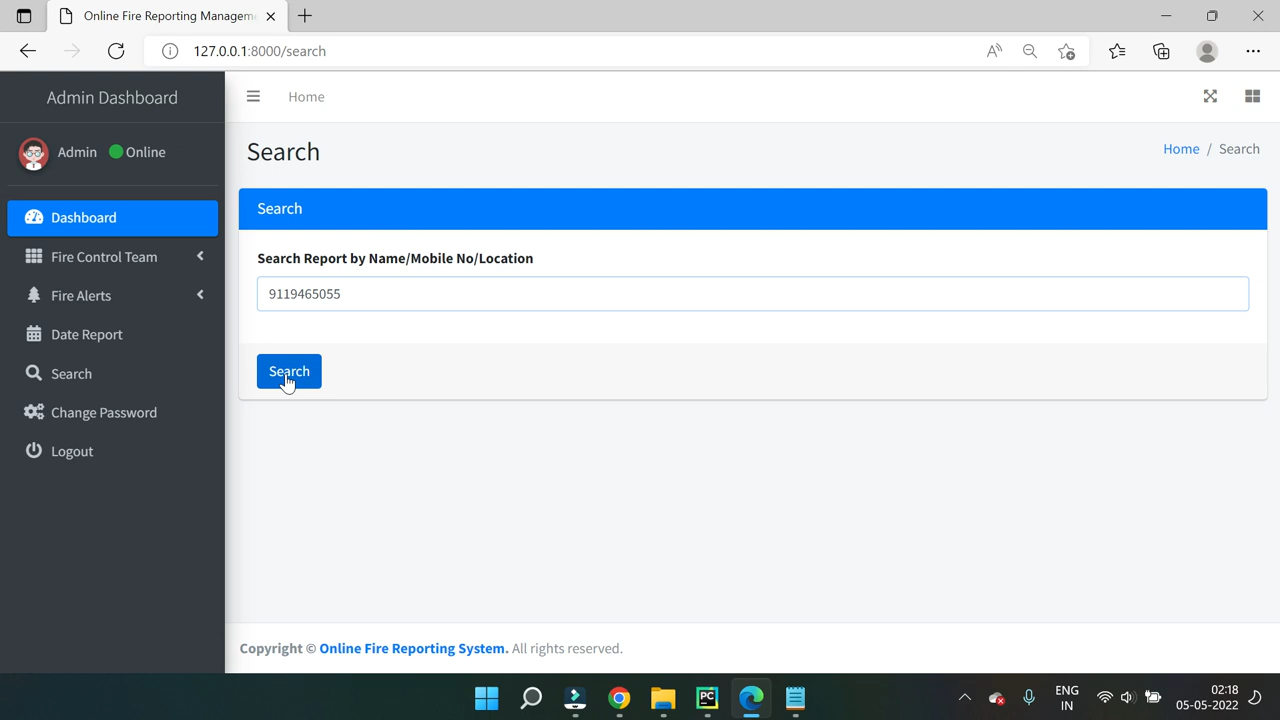 Online Fire Reporting Managem
127.0.0.1:8000/search
Admin Dashboard
Home
Admin Online
Search
Home / Search
Dashboard
Search
Fire Control Team
Search Report by Name/Mobile No/Location
Fire Alerts
9119465055
Date Report
Search
Search
Change Password
Logout
Copyright © Online Fire Reporting System. All rights reserved.
ENG
IN
02:18
05-05-2022